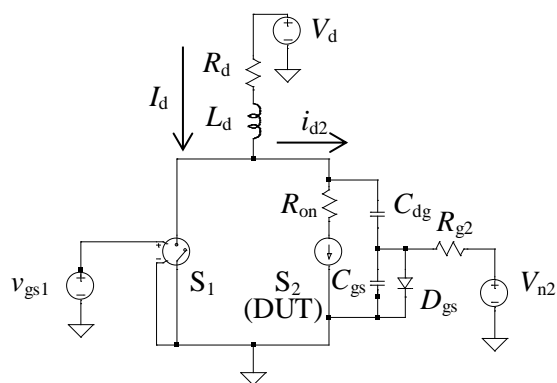 V_d
R_d
I_d
L_d
i_d2
R_on
C_dg
R_g2
+
−
v_gs1
S_1
S_2
(DUT)
C_gs
D_gs
V_n2